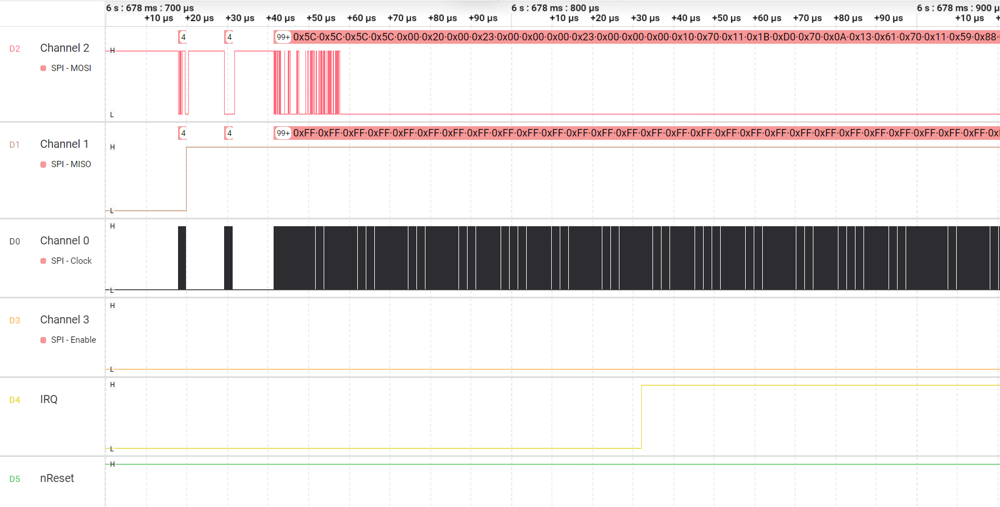 6 s : 678 ms : 700 µs 6 s : 678 ms : 800 µs 6 s : 678 ms : 900 µ
+10 µs +20 µs +30 µs +40 µs +50 µs +60 µs +70 µs +80 µs +90 µs +10 µs +20 µs +30 µs +40 µs +50 µs +60 µs +70 µs +80 µs +90 µs +10 µs +
4 4 99+ 0x5C·0x5C·0x5C·0x5C·0x00·0x20·0x00·0x23·0x00·0x00·0x00·0x23·0x00·0x00·0x00·0x10·0x70·0x11·0x1B·0xD0·0x70·0x0A·0x13·0x61·0x70·0x11·0x59·0x88·
D2 Channel 2 H
SPI - MOSI
L
4 4 99+ 0xFF·0xFF·0xFF·0xFF·0xFF·0xFF·0xFF·0xFF·0xFF·0xFF·0xFF·0xFF·0xFF·0xFF·0xFF·0xFF·0xFF·0xFF·0xFF·0xFF·0xFF·0xFF·0xFF·0xFF·0xFF·0xFF·0xFF·0xFF·0x
D1 Channel 1 H
SPI - MISO
L
H
D0 Channel 0
SPI - Clock
L
H
D3 Channel 3
SPI - Enable
L
H
D4 IRQ
L
H
D5 nReset